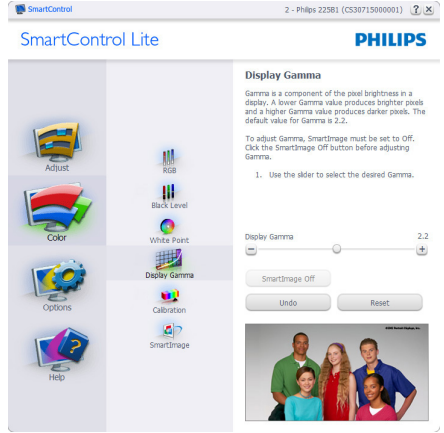 SmartControl
2 - Philips 225B1 (CS30715000001)
?
SmartControl Lite
PHILIPS
Adjust
Color
Options
Help
RGB
Black Level
White Point
Display Gamma
Calibration
SmartImage
Display Gamma
Gamma is a component of the pixel brightness in a
display. A lower Gamma value produces brighter pixels
and a higher Gamma value produces darker pixels. The
default value for Gamma is 2.2.
To adjust Gamma, SmartImage must be set to Off.
Click the SmartImage Off button before adjusting
Gamma.
1. Use the slider to select the desired Gamma.
Display Gamma 2.2
SmartImage Off
Undo Reset